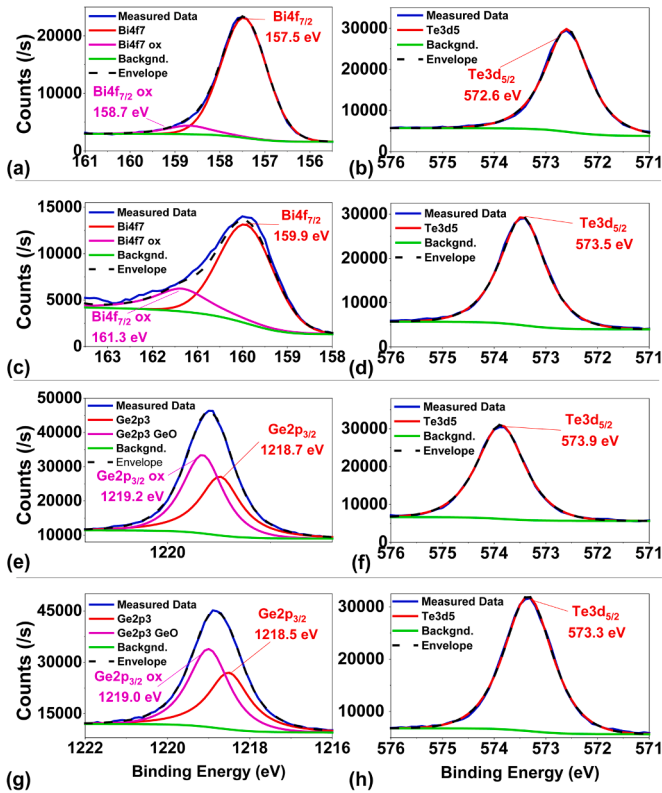 Counts (/s)
20000
10000
0
Measured Data
Bi4f7
Bi4f7 ox
Backgnd.
Envelope
Bi4f7/2
157.5 eV
Bi4f7/2 ox
158.7 eV
161 160 159 157 156
(a)
30000
20000
10000
0
Measured Data
Te3d5
Backgnd.
Envelope
Te3d5/2
572.6 eV
576 574 573 572 571
(b)
Counts (/s)
15000
10000
5000
0
Measured Data
Bi4f7
Bi4f7 ox
Backgnd.
Envelope
Bi4f7/2
159.9 eV
Bi4f7/2 ox
161.3 eV
163 162 161 160 159 158
(c)
30000
20000
10000
0
Measured Data
Te3d5
Backgnd.
Envelope
Te3d5/2
573.5 eV
576 574 573 572 571
(d)
Counts (/s)
50000
40000
30000
20000
10000
Measured Data
Ge2p3
Ge2p3 GeO
Backgnd.
Envelope
Ge2p3/2
1218.7 eV
Ge2p3/2 ox
1219.2 eV
1220
(e)
40000
30000
20000
10000
0
Measured Data
Te3d5
Backgnd.
Envelope
Te3d5/2
573.9 eV
576 574 573 572 571
(f)
Counts (/s)
45000
30000
15000
Measured Data
Ge2p3
Ge2p3 GeO
Backgnd.
Envelope
Ge2p3/2
1218.5 eV
Ge2p3/2 ox
1219.0 eV
1222 1220 1218 1216
Binding Energy (eV)
(g)
30000
20000
10000
Measured Data
Te3d5
Backgnd.
Envelope
Te3d5/2
573.3 eV
576 574 573 572 571
Binding Energy (eV)
(h)